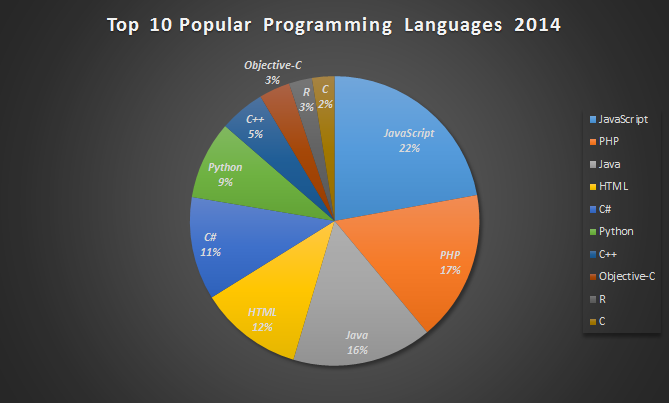 Top 10 Popular Programming Languages 2014
Objective-C
3%
R
3%
C
2%
C++
5%
JavaScript
22%
Python
9%
C#
11%
PHP
17%
HTML
12%
Java
16%
JavaScript
PHP
Java
HTML
C#
Python
C++
Objective-C
R
C